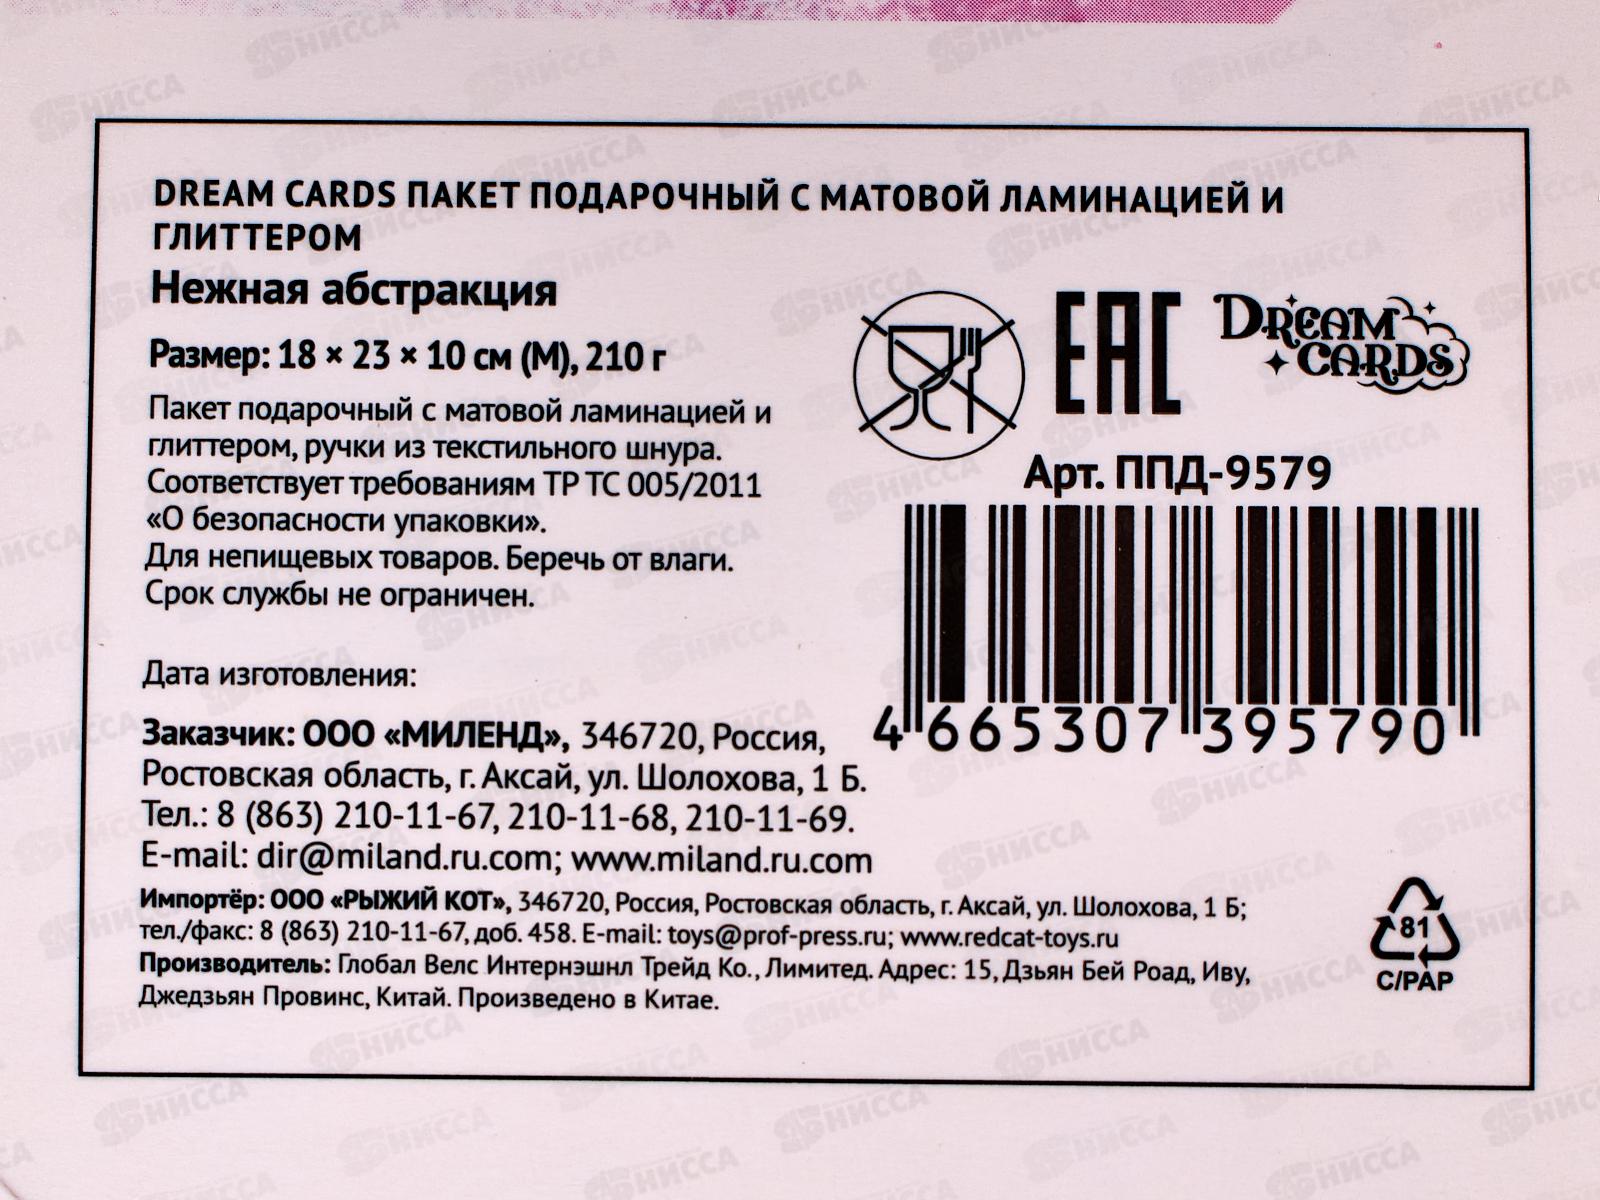 DREAM CARDS ПАКЕТ ПОДАРОЧНЫЙ С МАТОВОЙ ЛАМИНАЦИЕЙ И
ГЛИТТЕРОМ
Нежная абстракция
Размер: 18 × 23 × 10 см (М), 210 г
Пакет подарочный с матовой ламинацией и
глиттером, ручки из текстильного шнура.
Соответствует требованиям ТР ТС 005/2011
«О безопасности упаковки».
Для непищевых товаров. Беречь от влаги.
Срок службы не ограничен.
Дата изготовления:
EAC
DREAM
CARDS
Арт. ППД-9579
4 665307 395790
Заказчик: ООО «МИЛЕНД», 346720, Россия,
Ростовская область, г. Аксай, ул. Шолохова, 1 Б.
Тел.: 8 (863) 210-11-67, 210-11-68, 210-11-69.
E-mail: dir@miland.ru.com; www.miland.ru.com
Импортёр: ООО «РЫЖИЙ КОТ», 346720, Россия, Ростовская область, г. Аксай, ул. Шолохова, 1 Б;
тел./факс: 8 (863) 210-11-67, доб. 458. E-mail: toys@prof-press.ru; www.redcat-toys.ru
Производитель: Глобал Велс Интернэшнл Трейд Ко., Лимитед. Адрес: 15, Дзьян Бей Роад, Иву,
Джедзьян Провинс, Китай. Произведено в Китае.
81
C/PAP
НИССА